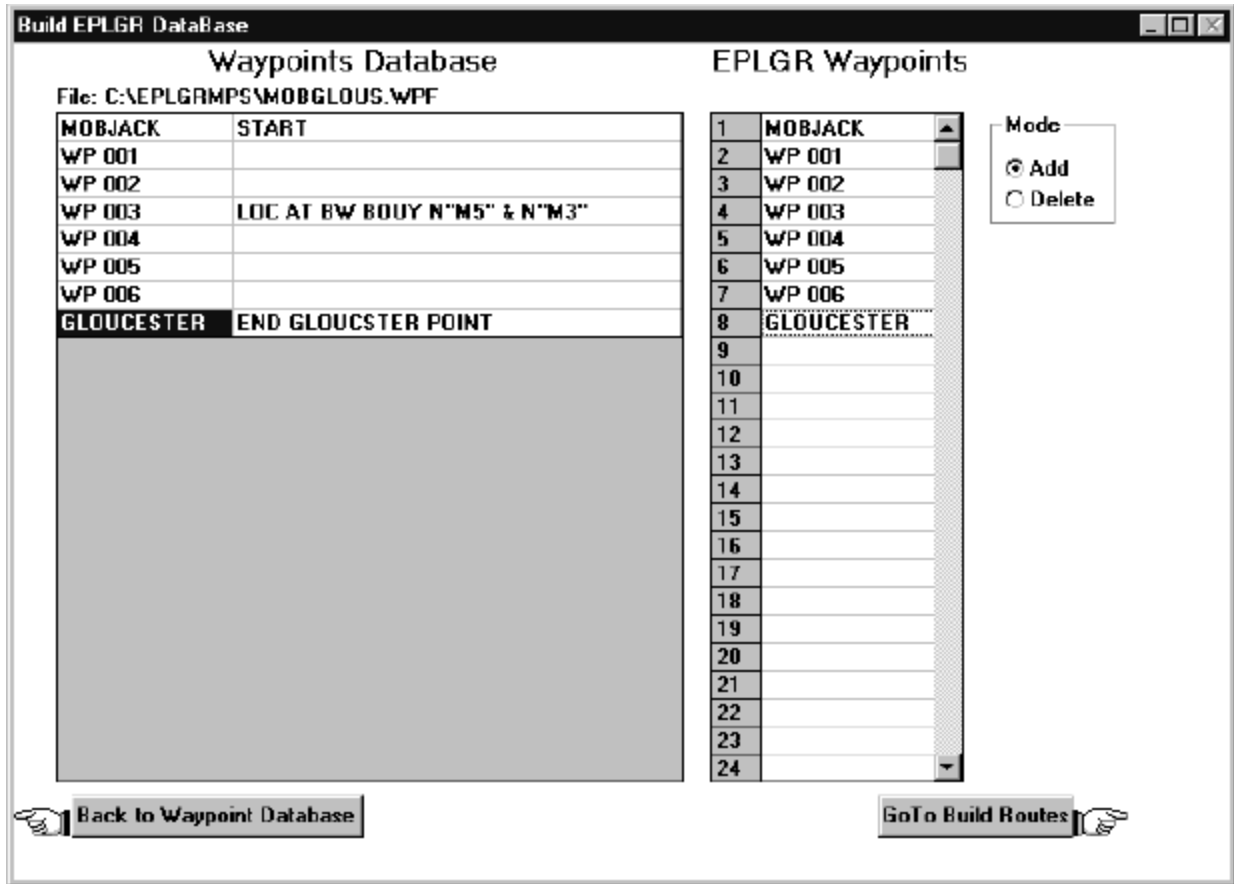 Build EPLGR DataBase
Waypoints Database
EPLGR Waypoints
File: C:\EPLGRMPS\MOBGLOUS.WPF
MOBJACK START
WP 001
WP 002
WP 003 LOC AT BW BOUY N"M5" & N"M3"
WP 004
WP 005
WP 006
GLOUCESTER END GLOUCSTER POINT
1 MOBJACK
2 WP 001
3 WP 002
4 WP 003
5 WP 004
6 WP 005
7 WP 006
8 GLOUCESTER
9
10
11
12
13
14
15
16
17
18
19
20
21
22
23
24
Mode
Add
Delete
Back to Waypoint Database
GoTo Build Routes